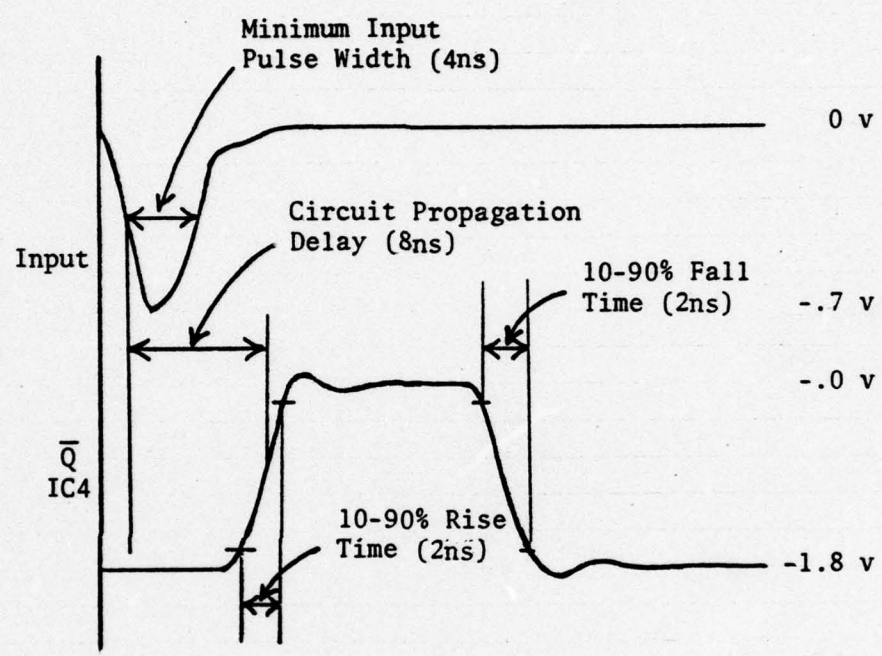 Minimum Input
Pulse Width (4ns)
0 v
Circuit Propagation
Delay (8ns)
Input
10-90% Fall
Time (2ns)
-.7 v
-.0 v
Q̅
IC4
10-90% Rise
Time (2ns)
-1.8 v